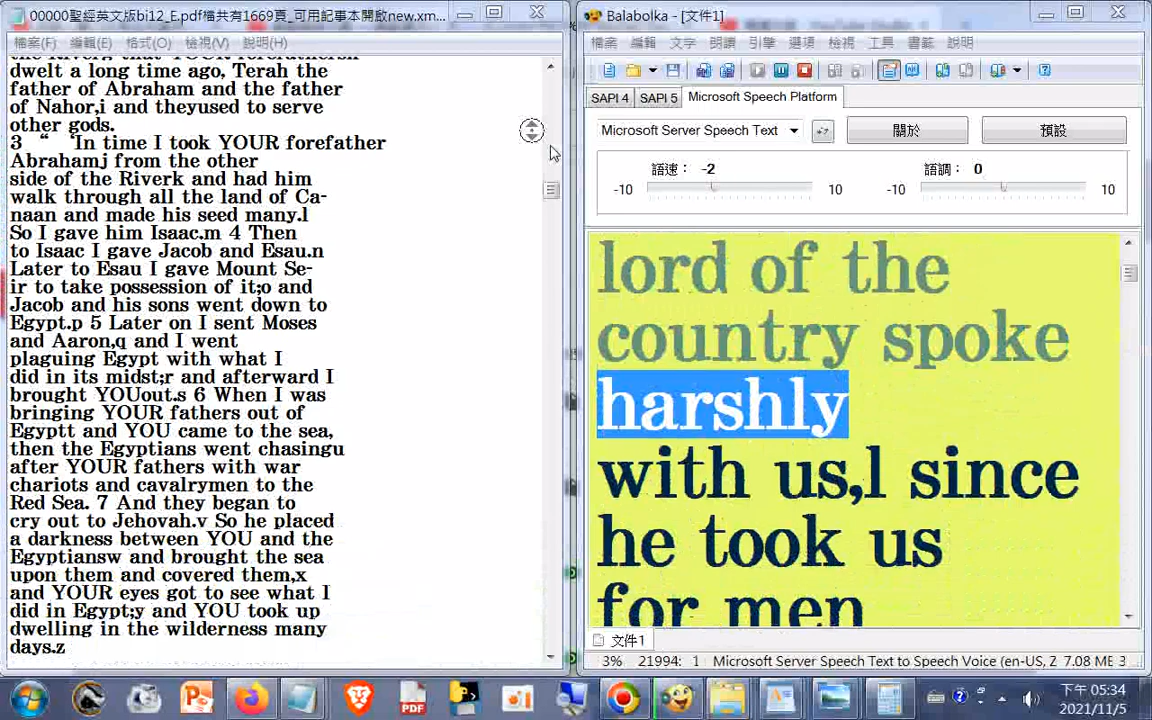 00000聖經英文版bi12_E.pdf檔共有1669頁_可用記事本開啟new.xm...
檔案(F) 編輯(E) 格式(O) 檢視(V) 說明(H)
dwelt a long time ago, Terah the
father of Abraham and the father
of Nahor,i and theyused to serve
other gods.
3 “ ‘In time I took YOUR forefather
Abrahamj from the other
side of the Riverk and had him
walk through all the land of Ca-
naan and made his seed many.l
So I gave him Isaac.m 4 Then
to Isaac I gave Jacob and Esau.n
Later to Esau I gave Mount Se-
ir to take possession of it;o and
Jacob and his sons went down to
Egypt.p 5 Later on I sent Moses
and Aaron,q and I went
plaguing Egypt with what I
did in its midst;r and afterward I
brought YOUout.s 6 When I was
bringing YOUR fathers out of
Egyptt and YOU came to the sea,
then the Egyptians went chasingu
after YOUR fathers with war
chariots and cavalrymen to the
Red Sea. 7 And they began to
cry out to Jehovah.v So he placed
a darkness between YOU and the
Egyptiansw and brought the sea
upon them and covered them,x
and YOUR eyes got to see what I
did in Egypt;y and YOU took up
dwelling in the wilderness many
days.z
Balabolka - [文件1]
檔案 編輯 文字 朗讀 引擎 選項 檢視 工具 書籤 說明
SAPI 4 SAPI 5 Microsoft Speech Platform
Microsoft Server Speech Text 關於 預設
語速： -2 語調： 0
-10 10 -10 10
lord of the
country spoke
harshly
with us,l since
he took us
for men
文件1
3% 21994: 1 Microsoft Server Speech Text to Speech Voice (en-US, Z 7.08 ME 3
PDF
下午 05:34
2021/11/5